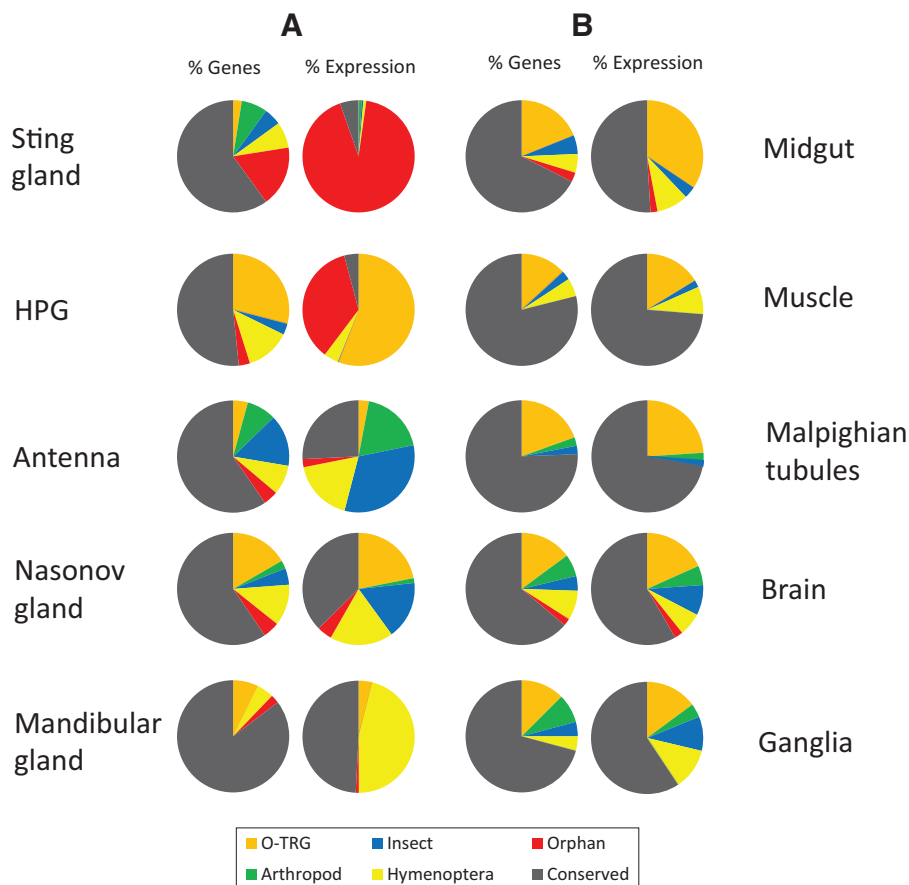 A
B
% Genes
% Expression
% Genes
% Expression
Sting
gland
Midgut
HPG
Muscle
Antenna
Malpighian
tubules
Nasonov
gland
Brain
Mandibular
gland
Ganglia
O-TRG
Insect
Orphan
Arthropod
Hymenoptera
Conserved